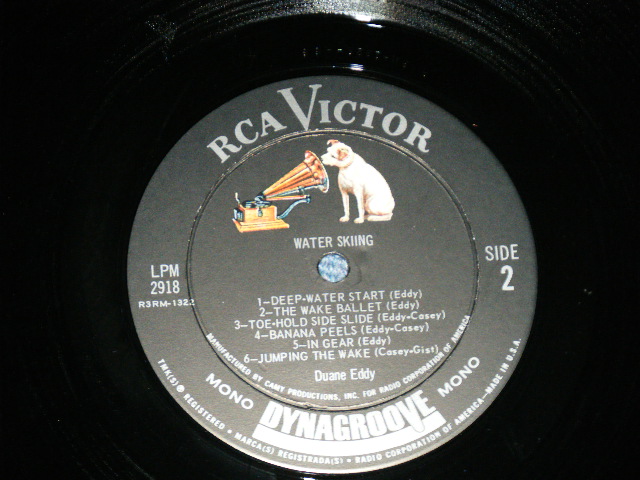 RCA VICTOR
WATER SKIING
LPM
2918
SIDE
2
1—DEEP-WATER START (Eddy)
2—THE WAKE BALLET (Eddy)
3—TOE-HOLD SIDE SLIDE (Eddy-Casey)
4—BANANA PEELS (Eddy-Casey)
5—IN GEAR (Eddy)
6—JUMPING THE WAKE (Casey-Gist)
Duane Eddy
MANUFACTURED BY CAMY PRODUCTIONS, INC. FOR RADIO CORPORATION OF AMERICA
MONO
DYNAGROOVE
MONO
TMK(S) ® REGISTERED • MARCA(S) REGISTRADA(S) • RADIO CORPORATION OF AMERICA—MADE IN U.S.A.